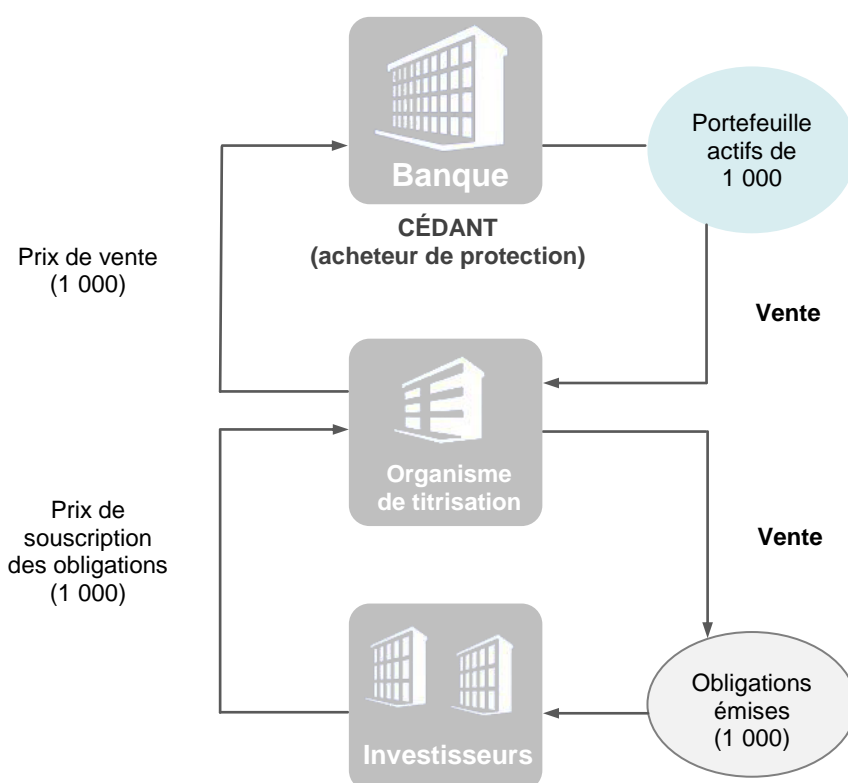 Banque
Portefeuille
actifs de
1 000
CÉDANT
(acheteur de protection)
Prix de vente
(1 000)
Vente
Organisme
de titrisation
Prix de
souscription
des obligations
(1 000)
Vente
Obligations
émises
(1 000)
Investisseurs